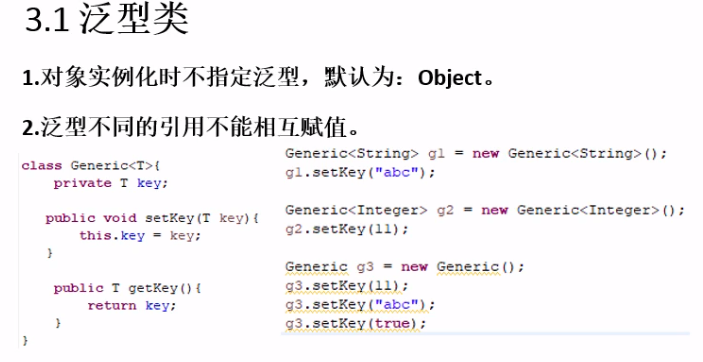 3.1 泛型类
1.对象实例化时不指定泛型，默认为：Object。
2.泛型不同的引用不能相互赋值。
class Generic<T>{
    private T key;

    public void setKey(T key){
        this.key = key;
    }

    public T getKey(){
        return key;
    }
}
Generic<String> g1 = new Generic<String>();
g1.setKey("abc");

Generic<Integer> g2 = new Generic<Integer>();
g2.setKey(11);

Generic g3 = new Generic();
g3.setKey(11);
g3.setKey("abc");
g3.setKey(true);